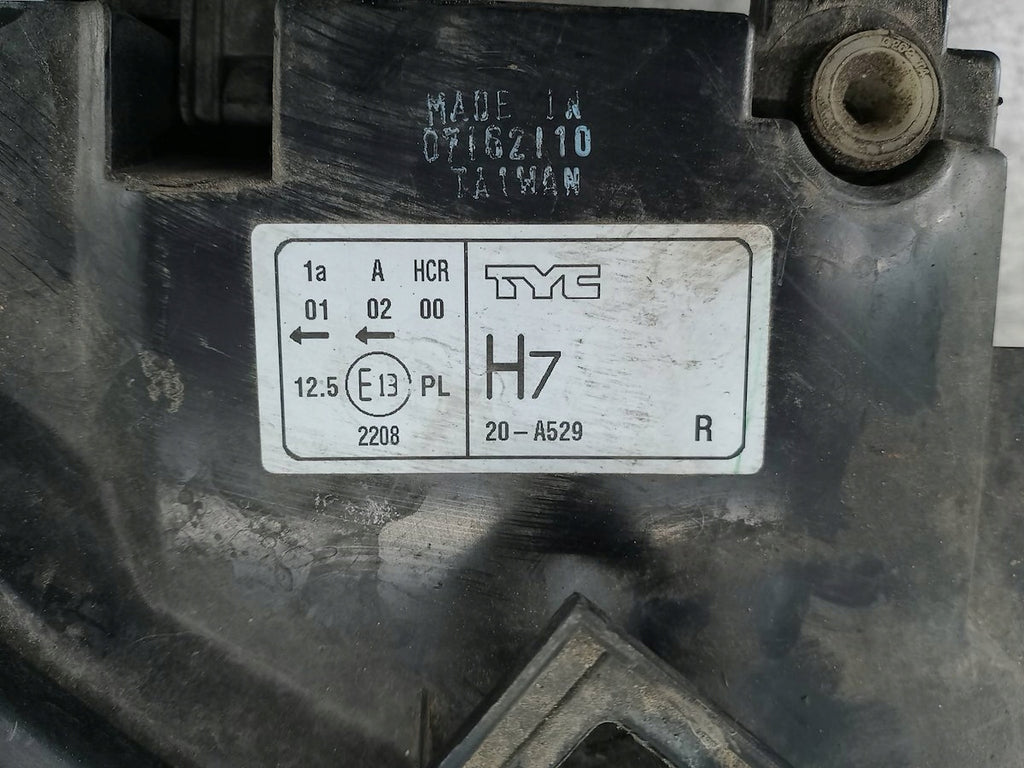 MADE IN
07162110
TAIWAN
1a A HCR
01 02 00
← ←
12.5 E13 PL
2208
TYC
H7
20-A529
R